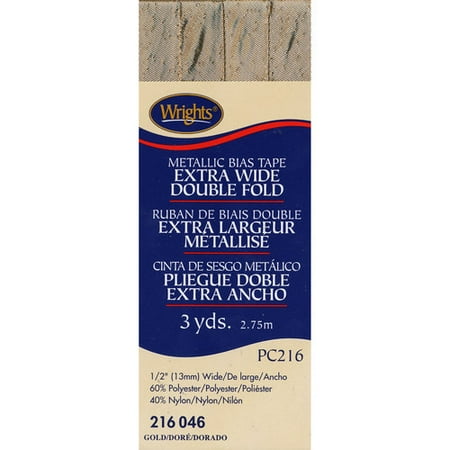 Wrights®
METALLIC BIAS TAPE
EXTRA WIDE
DOUBLE FOLD
RUBAN DE BIAIS DOUBLE
EXTRA LARGEUR
MÉTALLISÉ
CINTA DE SESGO METÁLICO
PLIEGUE DOBLE
EXTRA ANCHO
3 yds. 2.75m
PC216
1/2" (13mm) Wide/De large/Ancho
60% Polyester/Polyester/Poliéster
40% Nylon/Nylon/Nilón
216 046
GOLD/DORÉ/DORADO